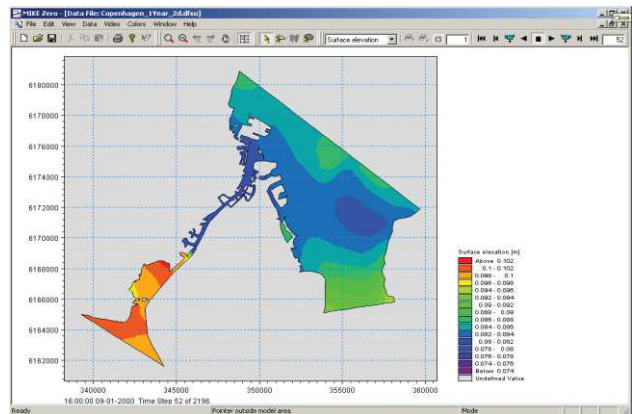 MIKE Zero - [Data File: Copenhagen_1Year_2d.dfsu]
Close
File Edit View Data Video Colors Window Help
Surface elevation
1
52
6180000
6178000
6176000
6174000
6172000
6170000
6168000
6166000
6164000
6162000
340000 345000 350000 355000 360000
Surface elevation [m]
Above 0.102
0.1 - 0.102
0.098 - 0.1
0.096 - 0.098
0.094 - 0.096
0.092 - 0.094
0.09 - 0.092
0.088 - 0.09
0.086 - 0.088
0.084 - 0.086
0.082 - 0.084
0.08 - 0.082
0.078 - 0.08
0.076 - 0.078
0.074 - 0.076
Below 0.074
Undefined Value
16:00:00 09-01-2000 Time Step 52 of 2196.
Ready Pointer outside model area Mode